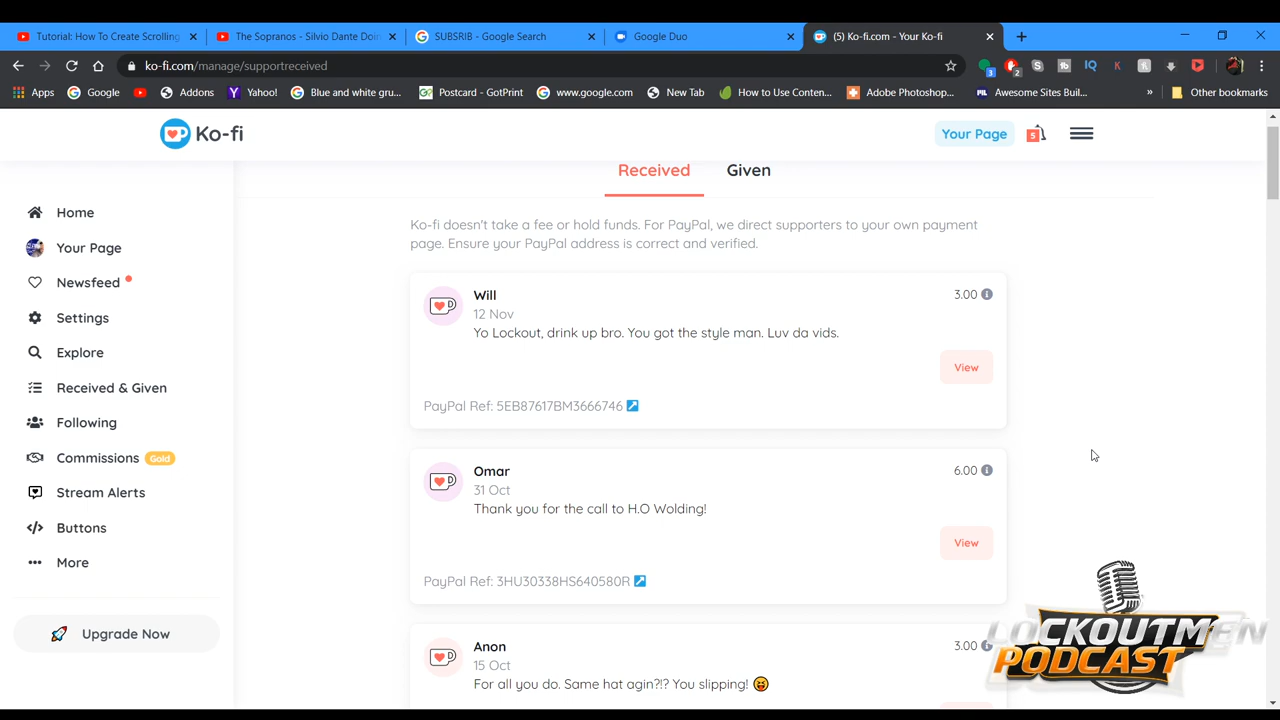 Tutorial: How To Create Scrolling
The Sopranos - Silvio Dante Doin
SUBSRIB - Google Search
Google Duo
(5) Ko-fi.com - Your Ko-fi
ko-fi.com/manage/supportreceived
Apps
Google
Addons
Yahoo!
Blue and white gru...
Postcard - GotPrint
www.google.com
New Tab
How to Use Conten...
Adobe Photoshop...
Awesome Sites Buil...
»
Other bookmarks
Ko-fi
Your Page
5
Received
Given
Home
Your Page
Newsfeed
Settings
Explore
Received & Given
Following
Commissions Gold
Stream Alerts
Buttons
More
Upgrade Now
Ko-fi doesn't take a fee or hold funds. For PayPal, we direct supporters to your own payment
page. Ensure your PayPal address is correct and verified.
Will
3.00
12 Nov
Yo Lockout, drink up bro. You got the style man. Luv da vids.
View
PayPal Ref: 5EB87617BM3666746
Omar
6.00
31 Oct
Thank you for the call to H.O Wolding!
View
PayPal Ref: 3HU30338HS640580R
Anon
3.00
15 Oct
For all you do. Same hat agin?!? You slipping! 😝
LOCKOUTMEN
PODCAST